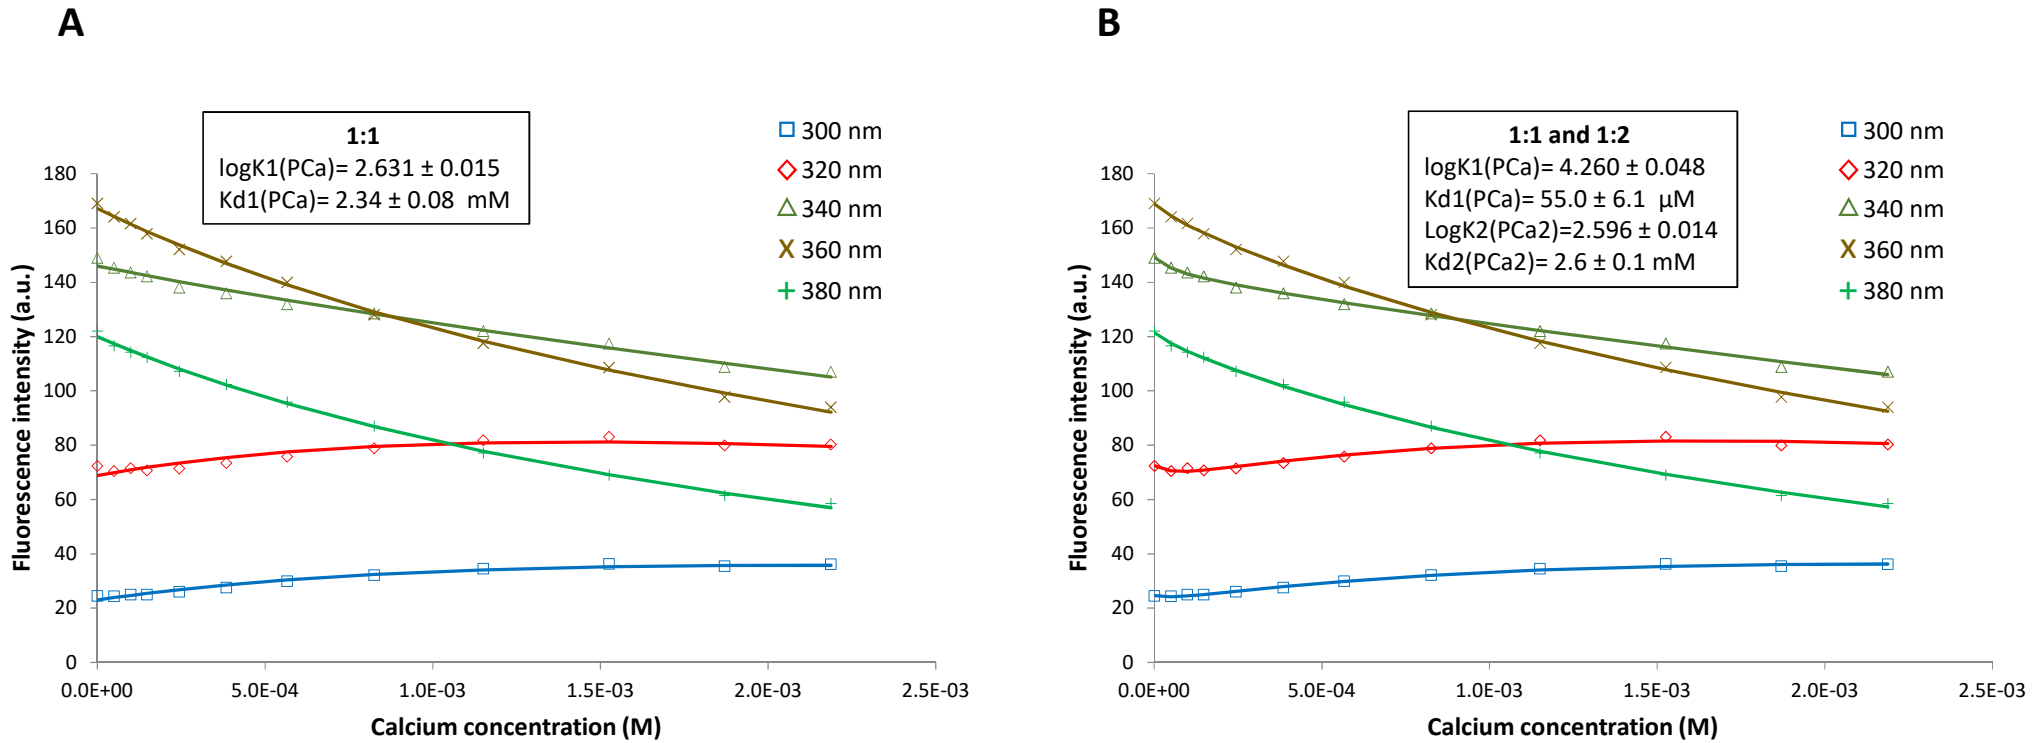 A
1:1
logK1(PCa)= 2.631 ± 0.015
Kd1(PCa)= 2.34 ± 0.08  mM
300 nm
320 nm
340 nm
360 nm
380 nm
Fluorescence intensity (a.u.)
180
160
140
120
100
80
60
40
20
0
0.0E+00
5.0E-04
1.0E-03
1.5E-03
2.0E-03
2.5E-03
Calcium concentration (M)
B
1:1 and 1:2
logK1(PCa)= 4.260 ± 0.048
Kd1(PCa)= 55.0 ± 6.1  μM
LogK2(PCa2)=2.596 ± 0.014
Kd2(PCa2)= 2.6 ± 0.1 mM
300 nm
320 nm
340 nm
360 nm
380 nm
Fluorescence intensity (a.u.)
180
160
140
120
100
80
60
40
20
0
0.0E+00
5.0E-04
1.0E-03
1.5E-03
2.0E-03
2.5E-03
Calcium concentration (M)